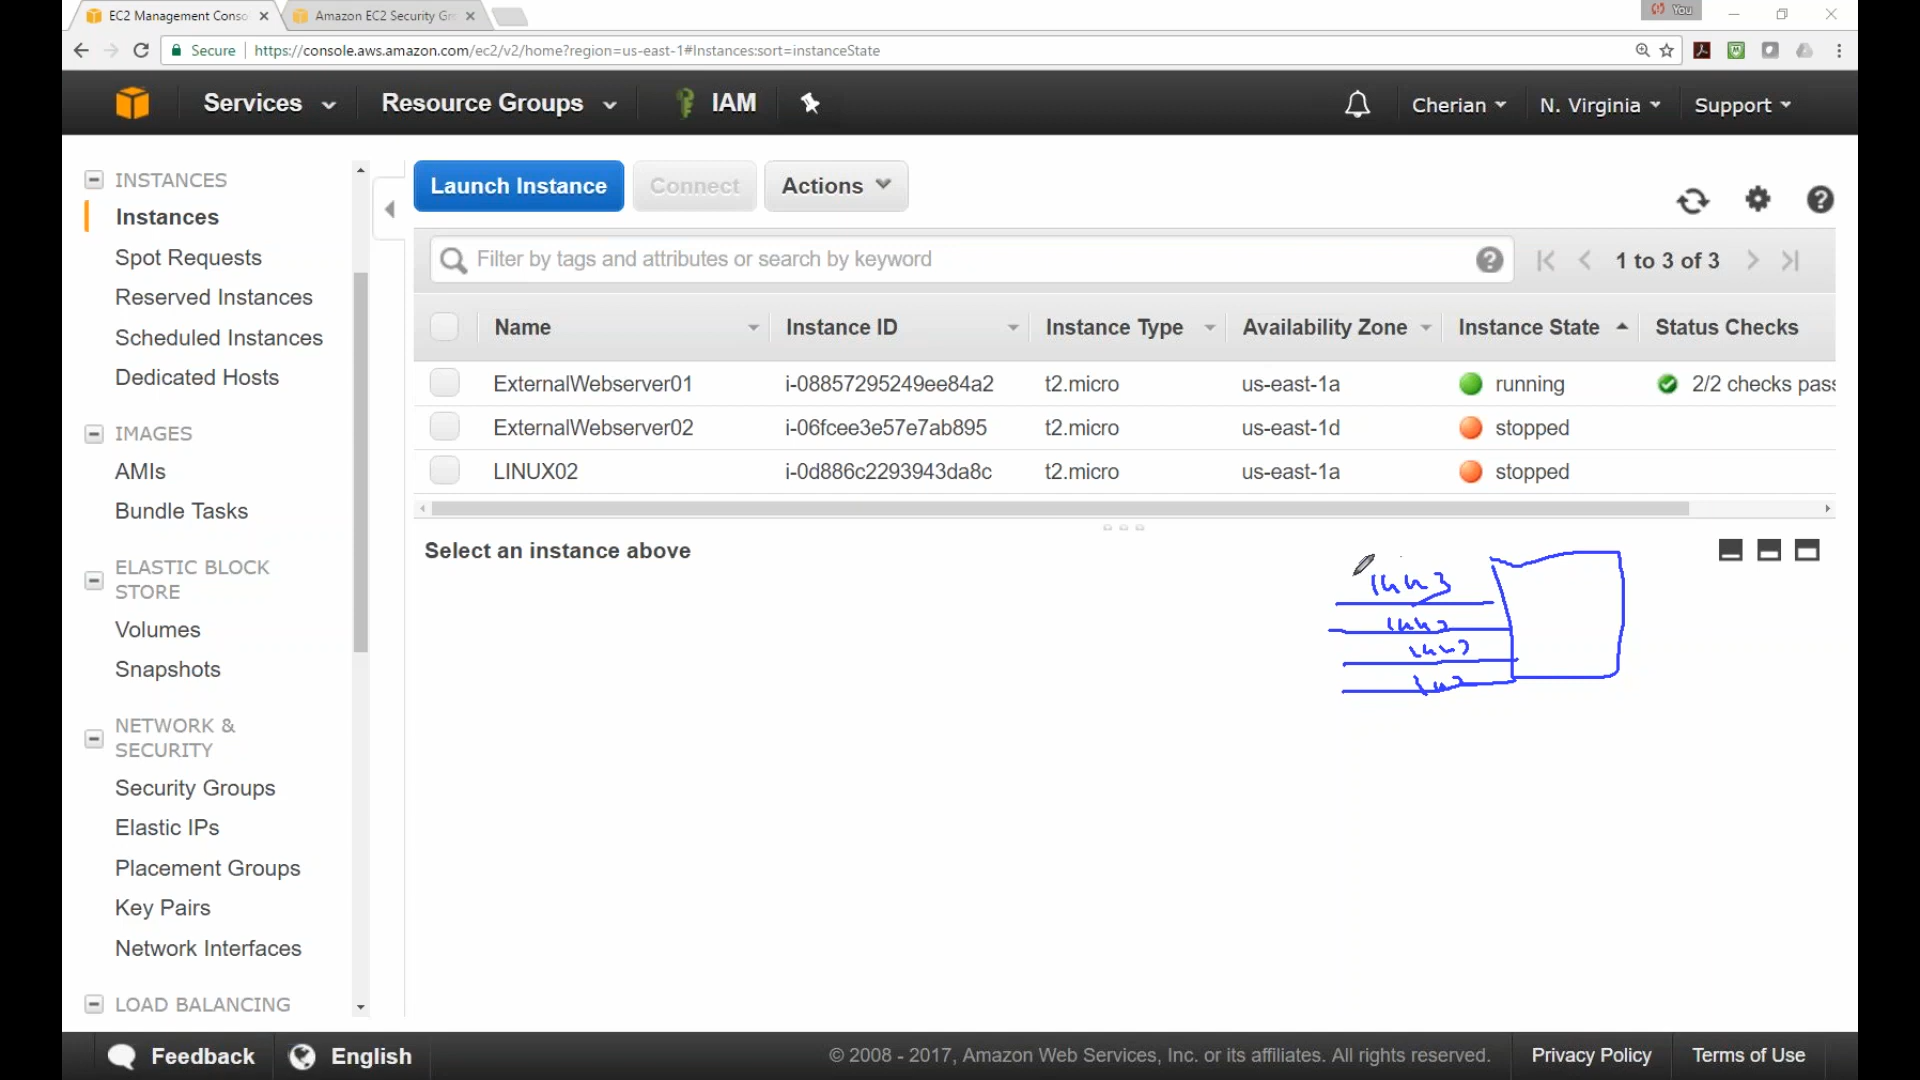 EC2 Management Conso
Amazon EC2 Security Gr
You
Secure
https://console.aws.amazon.com/ec2/v2/home?region=us-east-1#Instances:sort=instanceState
Services
Resource Groups
IAM
Cherian
N. Virginia
Support
INSTANCES
Instances
Spot Requests
Reserved Instances
Scheduled Instances
Dedicated Hosts
IMAGES
AMIs
Bundle Tasks
ELASTIC BLOCK
STORE
Volumes
Snapshots
NETWORK &
SECURITY
Security Groups
Elastic IPs
Placement Groups
Key Pairs
Network Interfaces
LOAD BALANCING
Launch Instance
Connect
Actions
Filter by tags and attributes or search by keyword
1 to 3 of 3
Name Instance ID Instance Type Availability Zone Instance State Status Checks
ExternalWebserver01 i-08857295249ee84a2 t2.micro us-east-1a running 2/2 checks pass
ExternalWebserver02 i-06fcee3e57e7ab895 t2.micro us-east-1d stopped
LINUX02 i-0d886c2293943da8c t2.micro us-east-1a stopped
Select an instance above
Feedback
English
© 2008 - 2017, Amazon Web Services, Inc. or its affiliates. All rights reserved.
Privacy Policy
Terms of Use